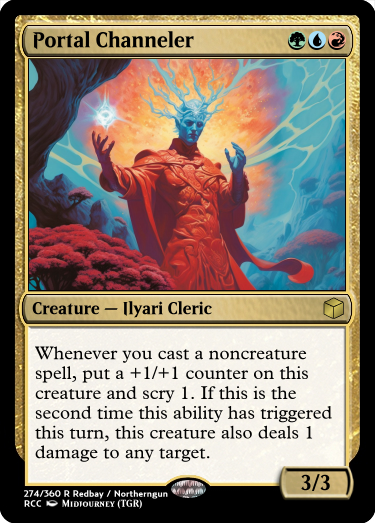 Portal Channeler
Creature — Ilyari Cleric
Whenever you cast a noncreature
spell, put a +1/+1 counter on this
creature and scry 1. If this is the
second time this ability has triggered
this turn, this creature also deals 1
damage to any target.
3/3
274/360 R Redbay / Northerngun
RCC Midjourney (TGR)